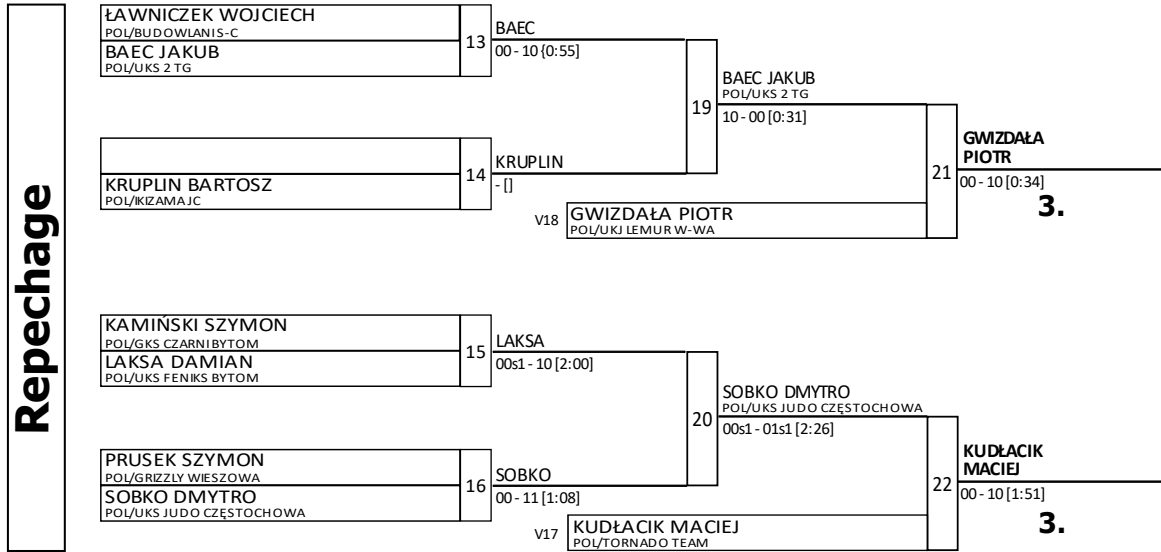 Repechage
ŁAWNICZEK WOJCIECH
POL/BUDOWLANIS-C
BAEC JAKUB
POL/UKS 2 TG
13
BAEC
00 - 10 {0:55]
KRUPLIN BARTOSZ
POL/IKIZAMA JC
14
KRUPLIN
- []
19
BAEC JAKUB
POL/UKS 2 TG
10 - 00 [0:31]
V18
GWIZDAŁA PIOTR
POL/UKJ LEMUR W-WA
21
GWIZDAŁA
PIOTR
00 - 10 [0:34]
3.
KAMIŃSKI SZYMON
POL/GKS CZARNI BYTOM
LAKSA DAMIAN
POL/UKS FENIKS BYTOM
15
LAKSA
00s1 - 10 [2:00]
PRUSEK SZYMON
POL/GRIZZLY WIESZOWA
SOBKO DMYTRO
POL/UKS JUDO CZĘSTOCHOWA
16
SOBKO
00 - 11 [1:08]
20
SOBKO DMYTRO
POL/UKS JUDO CZĘSTOCHOWA
00s1 - 01s1 [2:26]
V17
KUDŁACIK MACIEJ
POL/TORNADO TEAM
22
KUDŁACIK
MACIEJ
00 - 10 [1:51]
3.